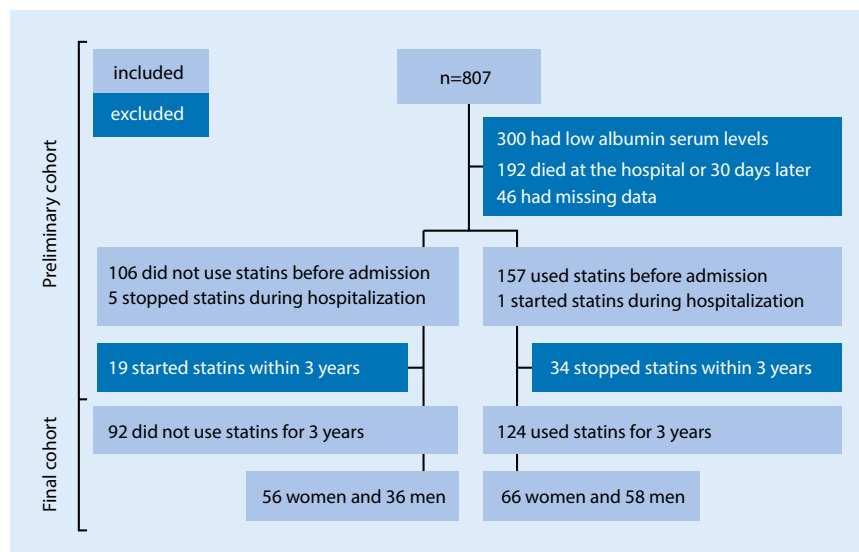 included
excluded
n=807
300 had low albumin serum levels
192 died at the hospital or 30 days later
46 had missing data
Preliminary cohort
106 did not use statins before admission
5 stopped statins during hospitalization
157 used statins before admission
1 started statins during hospitalization
19 started statins within 3 years
34 stopped statins within 3 years
Final cohort
92 did not use statins for 3 years
124 used statins for 3 years
56 women and 36 men
66 women and 58 men